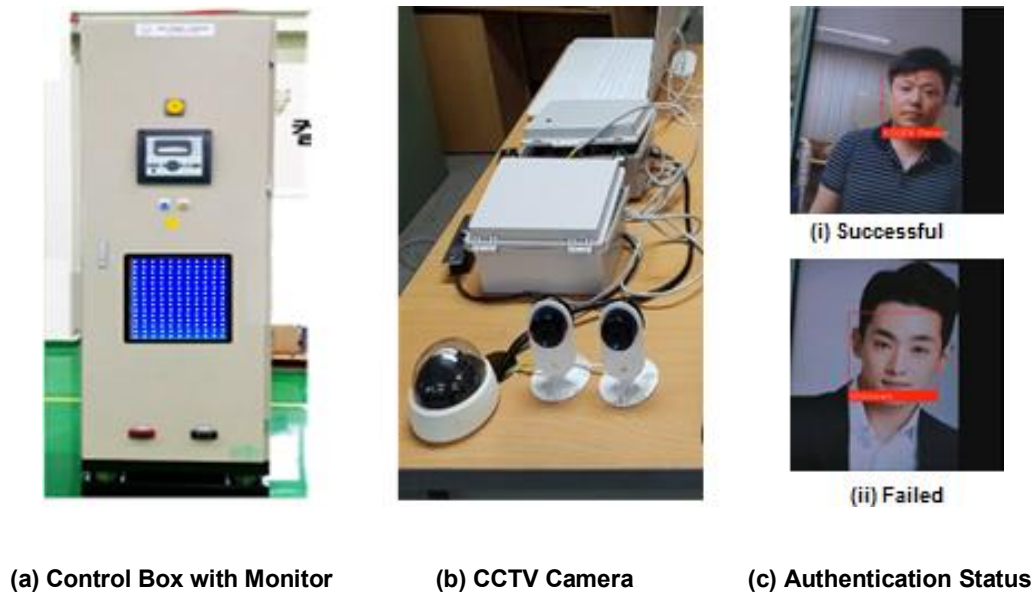 (i) Successful
(ii) Failed
(a) Control Box with Monitor
(b) CCTV Camera
(c) Authentication Status